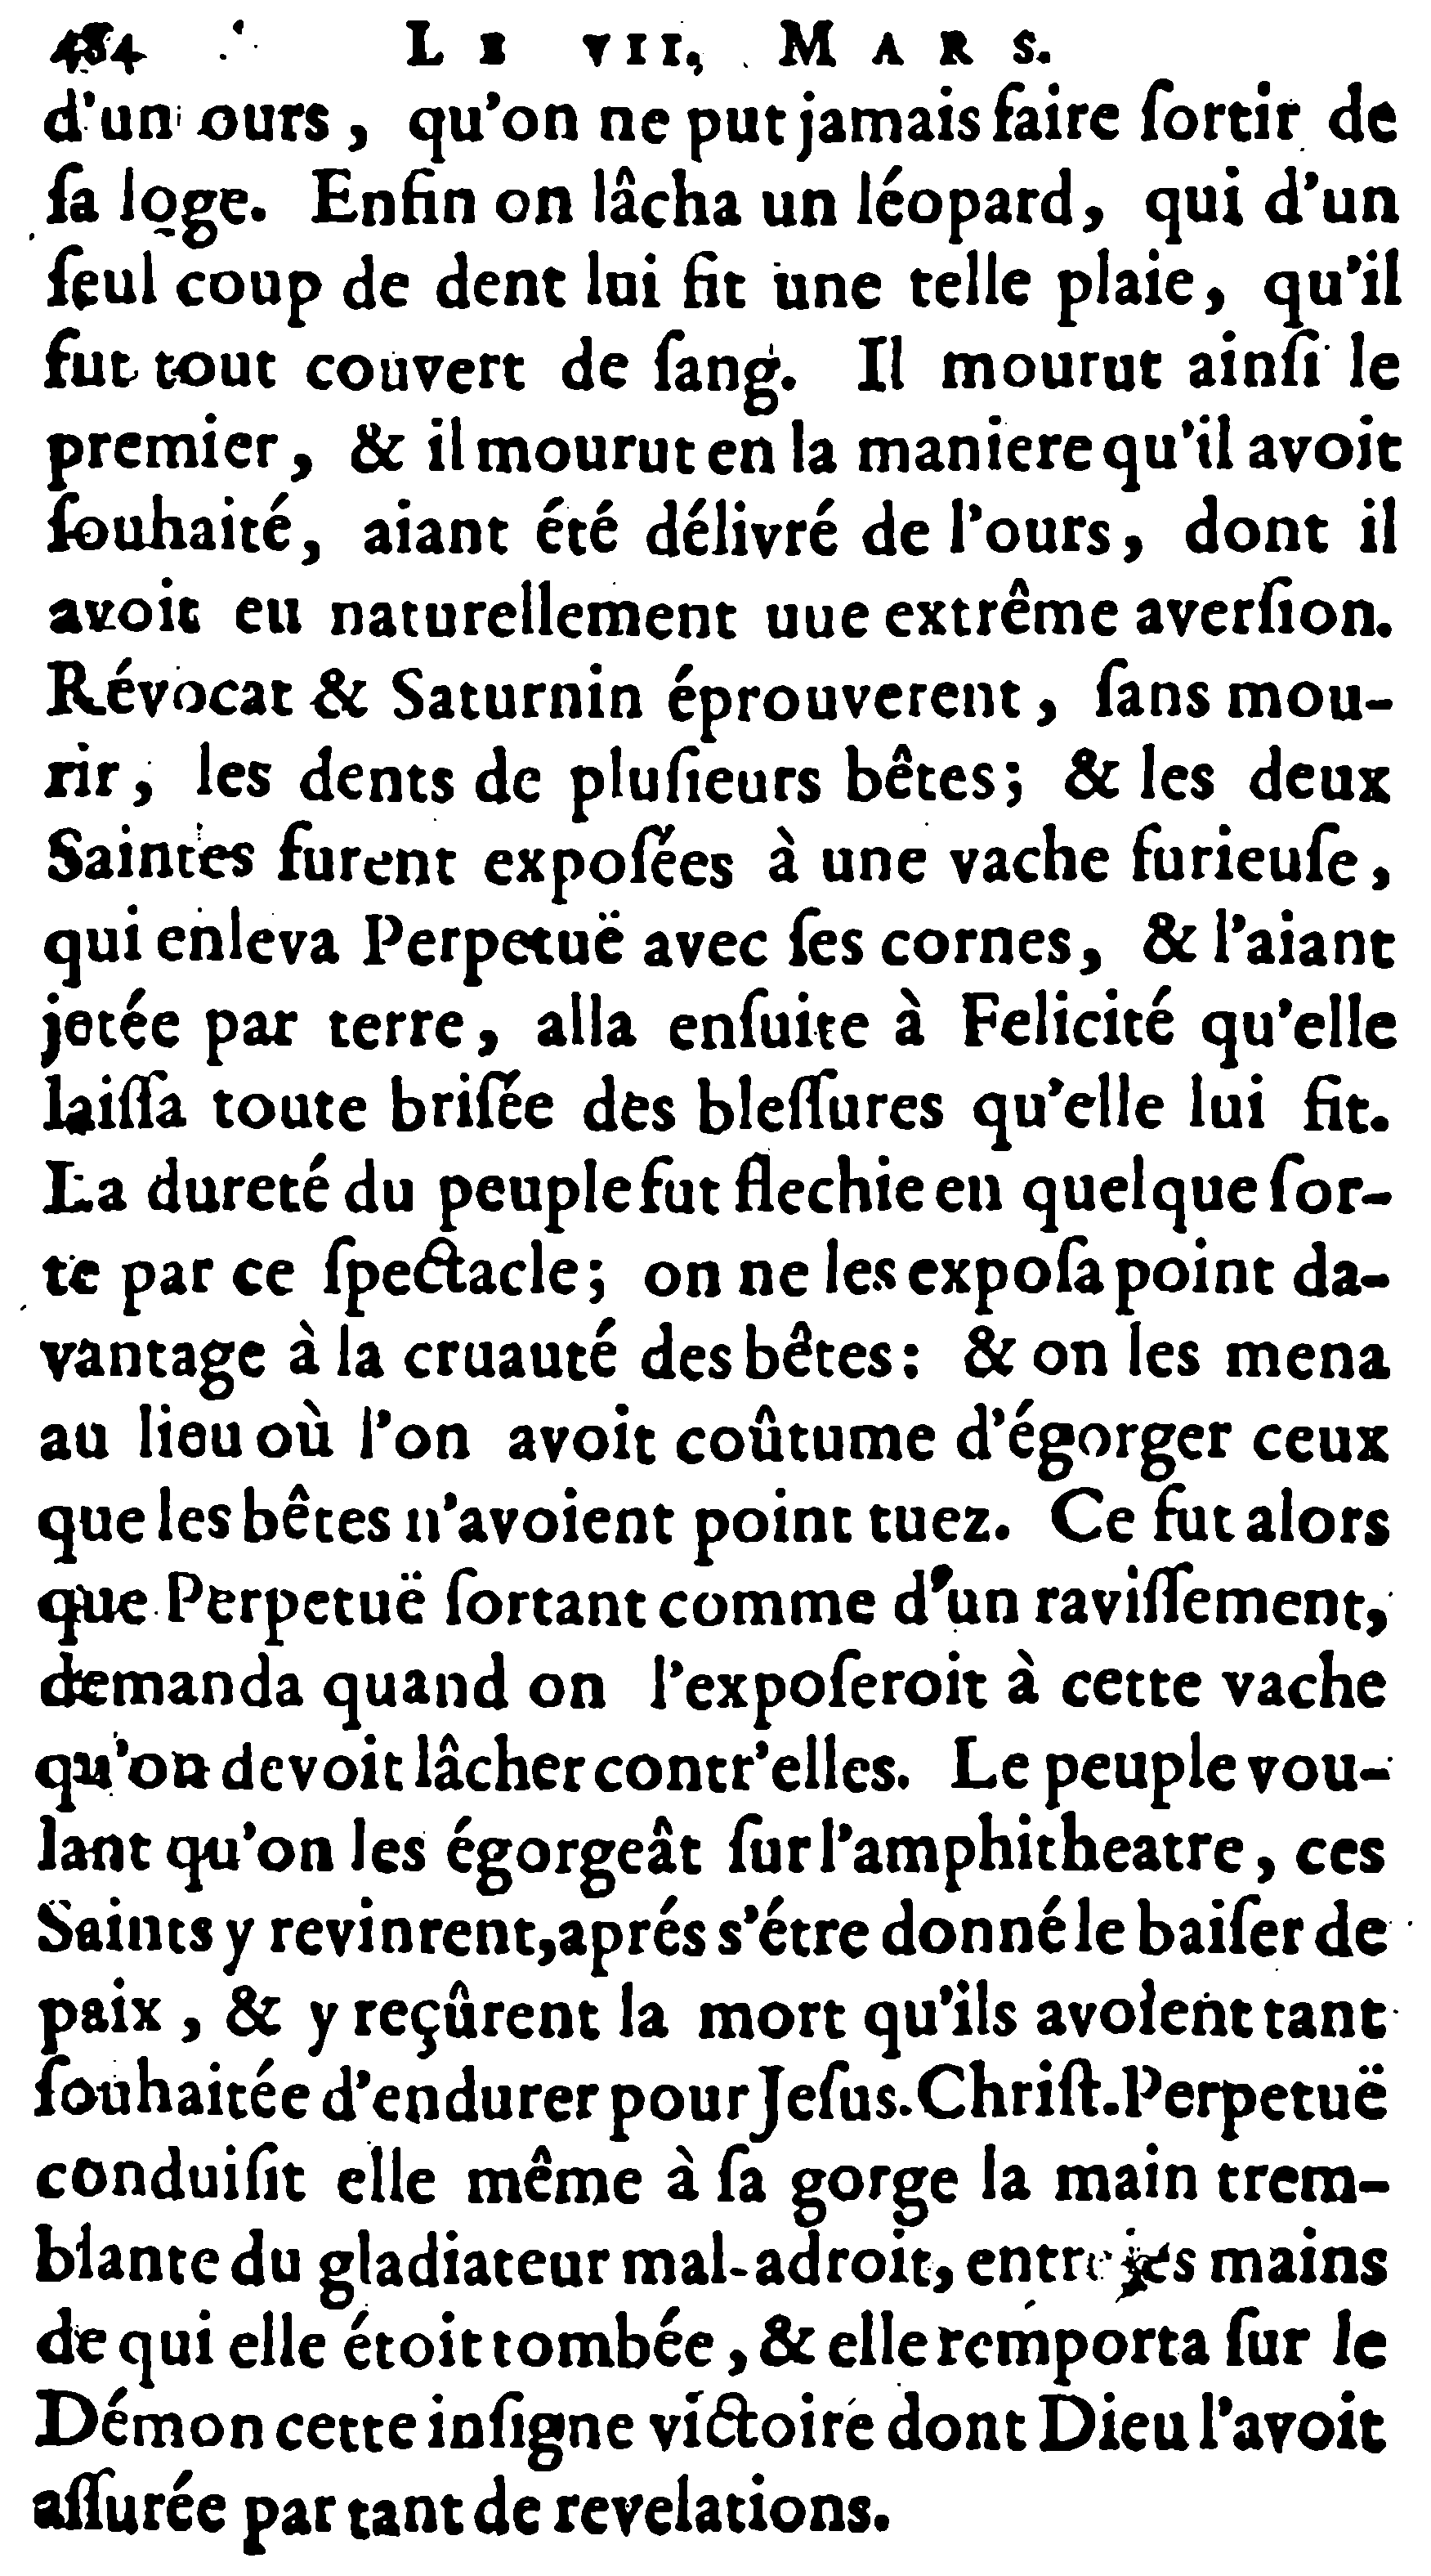 484 LE VII. MARS.
d'un ours, qu'on ne put jamais faire ſortir de
ſa loge. Enfin on lâcha un léopard, qui d'un
ſeul coup de dent lui fit une telle plaie, qu'il
fut tout couvert de ſang. Il mourut ainſi le
premier, & il mourut en la maniere qu'il avoit
ſouhaité, aiant été délivré de l'ours, dont il
avoit eu naturellement uue extrême averſion.
Révocat & Saturnin éprouverent, ſans mou-
rir, les dents de pluſieurs bêtes; & les deux
Saintes furent expoſées à une vache furieuſe,
qui enleva Perpetuë avec ſes cornes, & l'aiant
jetée par terre, alla enſuite à Felicité qu'elle
laiſſa toute briſée des bleſſures qu'elle lui fit.
La dureté du peuple fut flechie en quelque ſor-
te par ce ſpectacle; on ne les expoſa point da-
vantage à la cruauté des bêtes: & on les mena
au lieu où l'on avoit coûtume d'égorger ceux
que les bêtes n'avoient point tuez. Ce fut alors
que Perpetuë ſortant comme d'un raviſſement,
demanda quand on l'expoſeroit à cette vache
qu'on devoit lâcher contr'elles. Le peuple vou-
lant qu'on les égorgeât ſur l'amphitheatre, ces
Saints y revinrent, aprés s'étre donné le baiſer de
paix, & y reçûrent la mort qu'ils avoient tant
ſouhaitée d'endurer pour Jeſus-Chriſt. Perpetuë
conduiſit elle même à ſa gorge la main trem-
blante du gladiateur mal-adroit, entre les mains
de qui elle étoit tombée, & elle remporta ſur le
Démon cette inſigne victoire dont Dieu l'avoit
aſſurée par tant de revelations.